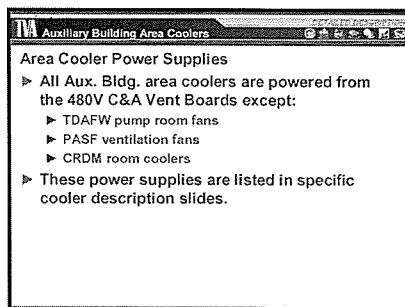 TVA Auxiliary Building Area Coolers
Area Cooler Power Supplies
▶ All Aux. Bldg. area coolers are powered from
the 480V C&A Vent Boards except:
▶ TDAFW pump room fans
▶ PASF ventilation fans
▶ CRDM room coolers
▶ These power supplies are listed in specific
cooler description slides.